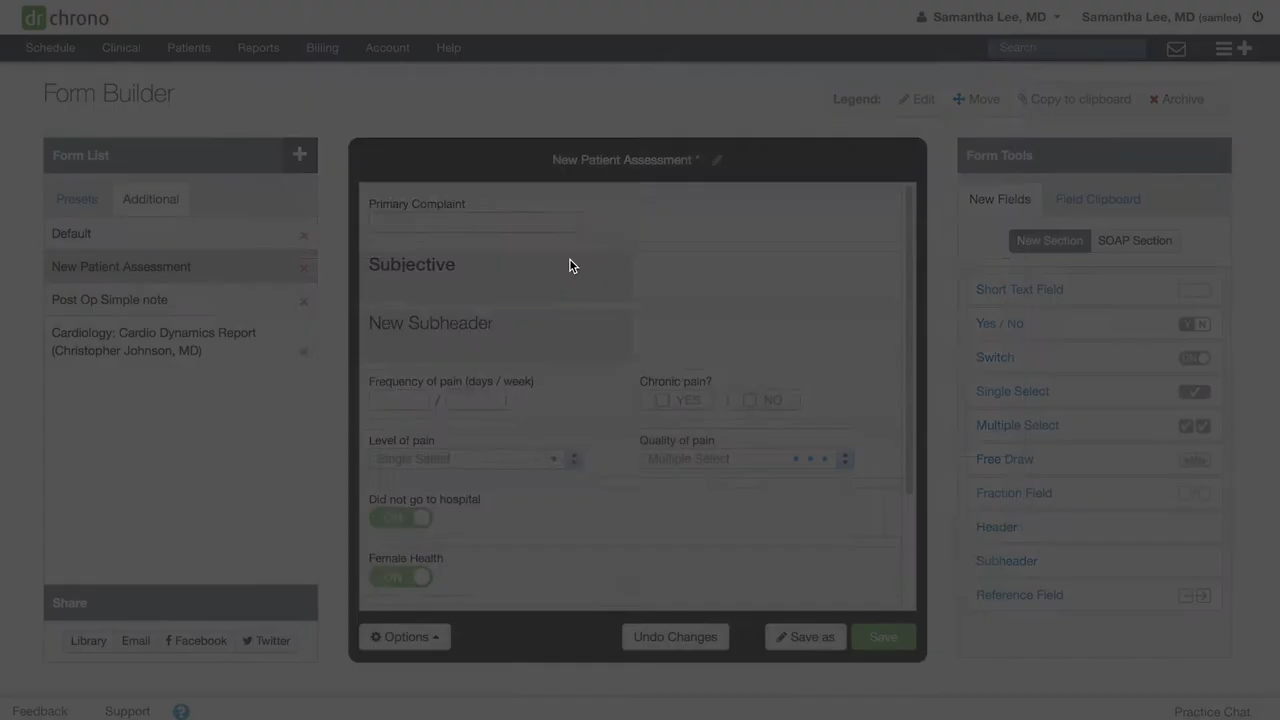 dr chrono
Samantha Lee, MD
Samantha Lee, MD (samlee)
Schedule
Clinical
Patients
Reports
Billing
Account
Help
Search
Form Builder
Legend:
Edit
Move
Copy to clipboard
Archive
Form List
Presets
Additional
Default
New Patient Assessment
Post Op Simple note
Cardiology: Cardio Dynamics Report
(Christopher Johnson, MD)
Share
Library
Email
Facebook
Twitter
New Patient Assessment *
Primary Complaint
Subjective
New Subheader
Frequency of pain (days / week)
/
Chronic pain?
YES
NO
Level of pain
Single Select
Quality of pain
Multiple Select
Did not go to hospital
ON
Female Health
ON
Options
Undo Changes
Save as
Save
Form Tools
New Fields
Field Clipboard
New Section
SOAP Section
Short Text Field
Yes / No
Y N
Switch
ON
Single Select
Multiple Select
Free Draw
Fraction Field
Header
Subheader
Reference Field
Feedback
Support
?
Practice Chat